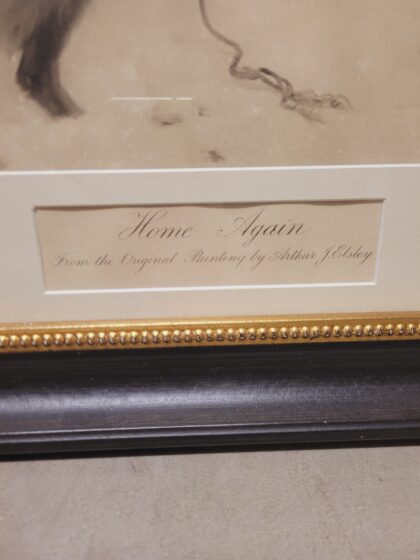 Home Again
From the Original Painting by Arthur J Elsley